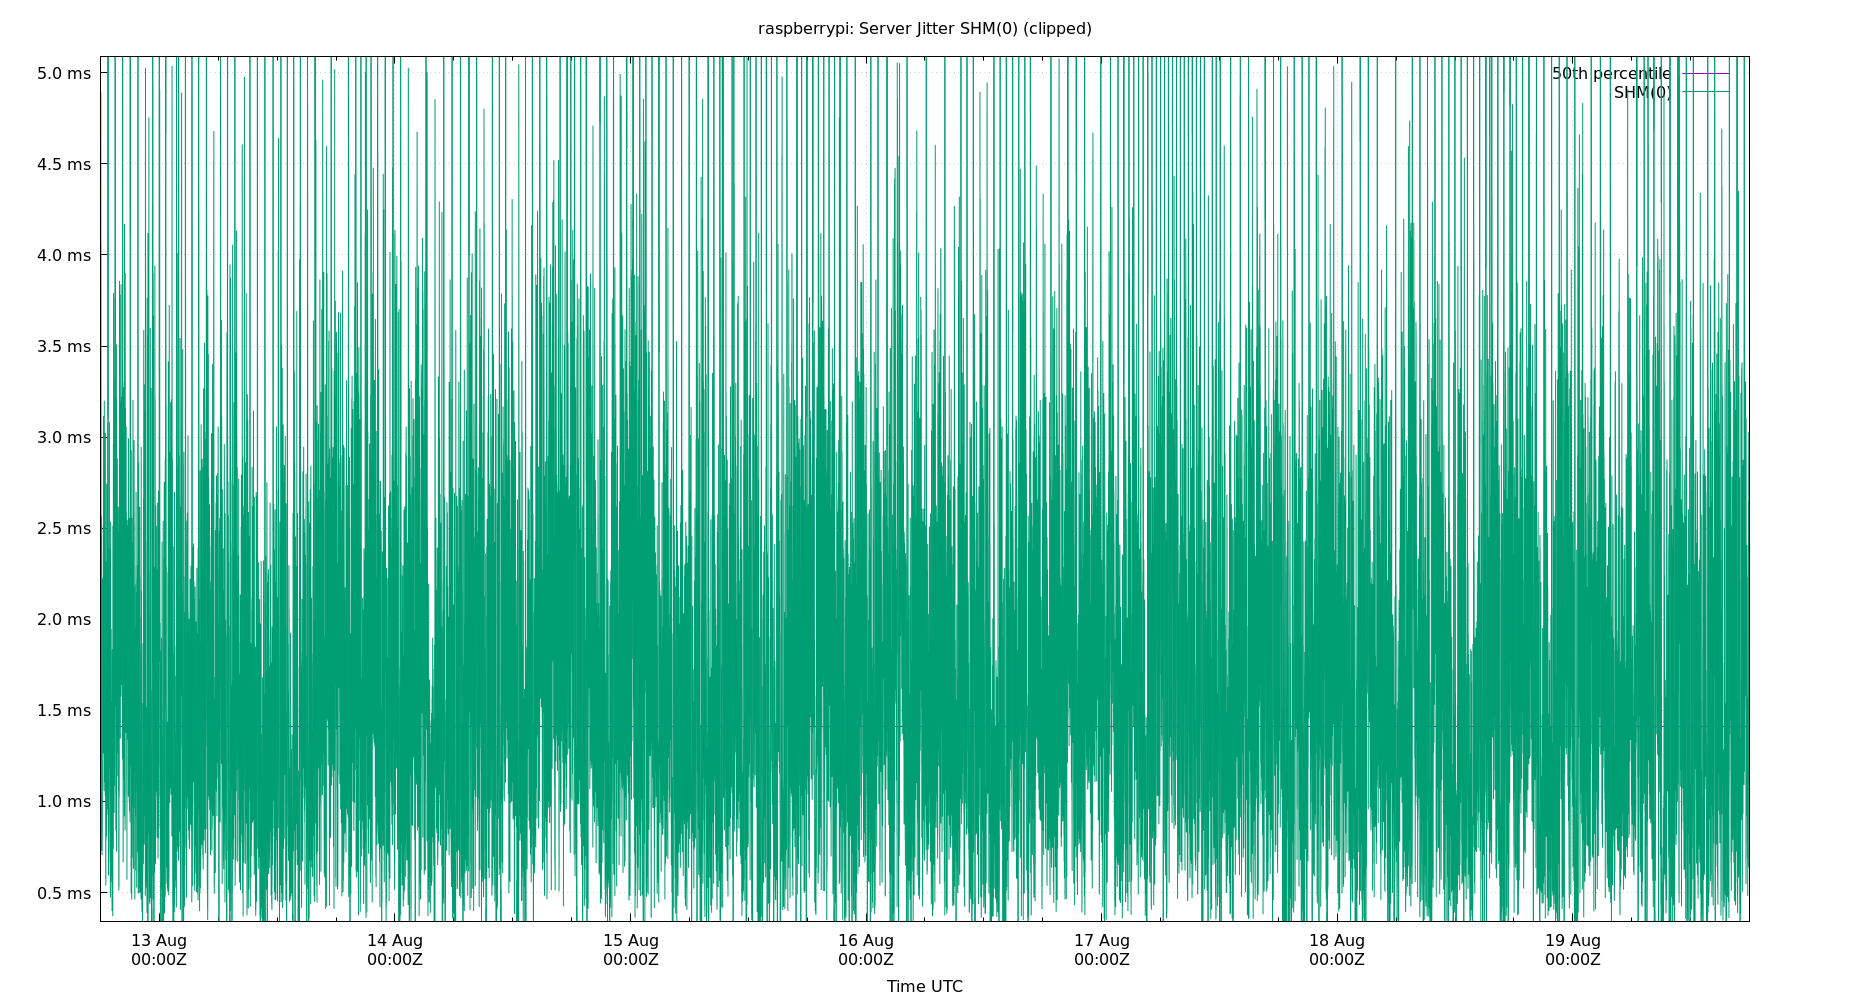 raspberrypi: Server Jitter SHM(0) (clipped)
5.0 ms
50th percentile
SHM(0)
4.5 ms
4.0 ms
3.5 ms
3.0 ms
2.5 ms
2.0 ms
1.5 ms
1.0 ms
0.5 ms
13 Aug 14 Aug 15 Aug 16 Aug 17 Aug 18 Aug 19 Aug
00:00Z 00:00Z 00:00Z 00:00Z 00:00Z 00:00Z 00:00Z
Time UTC